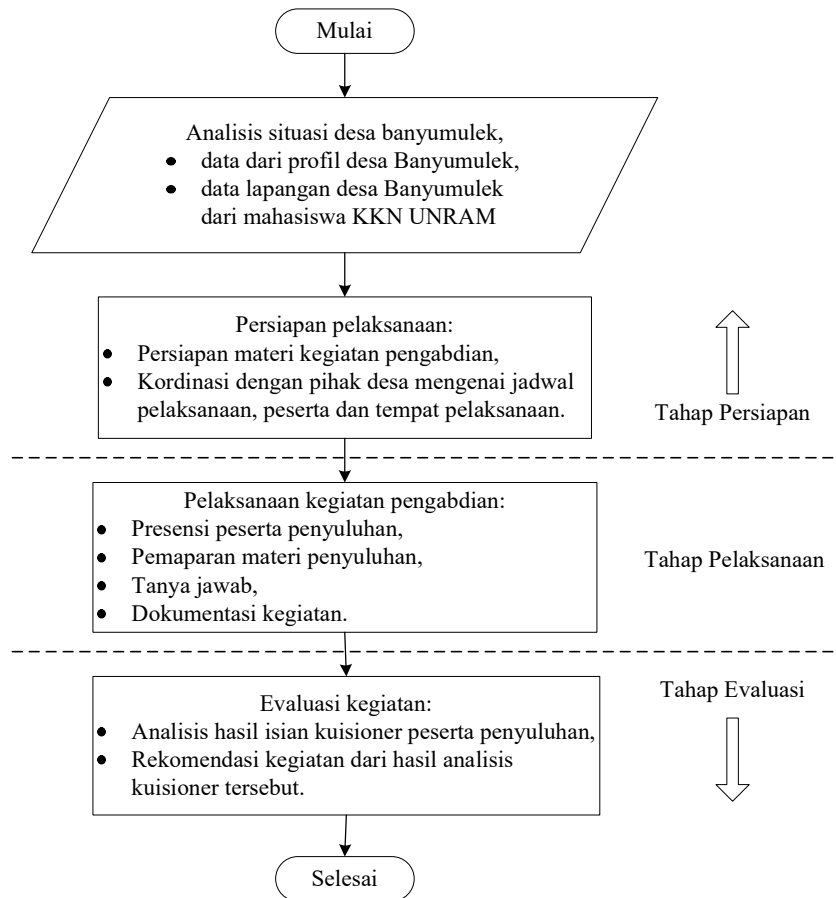 Mulai
Analisis situasi desa banyumulek,
• data dari profil desa Banyumulek,
• data lapangan desa Banyumulek
dari mahasiswa KKN UNRAM
Persiapan pelaksanaan:
• Persiapan materi kegiatan pengabdian,
• Kordinasi dengan pihak desa mengenai jadwal
pelaksanaan, peserta dan tempat pelaksanaan.
Tahap Persiapan
Pelaksanaan kegiatan pengabdian:
• Presensi peserta penyuluhan,
• Pemaparan materi penyuluhan,
• Tanya jawab,
• Dokumentasi kegiatan.
Tahap Pelaksanaan
Evaluasi kegiatan:
• Analisis hasil isian kuisioner peserta penyuluhan,
• Rekomendasi kegiatan dari hasil analisis
kuisioner tersebut.
Tahap Evaluasi
Selesai